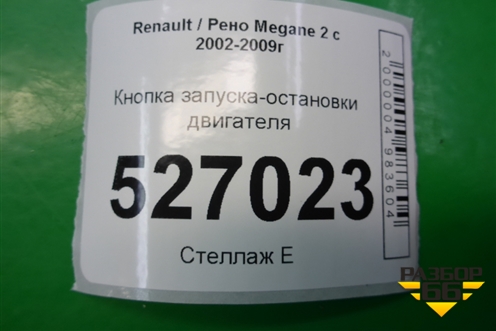 Renault / Рено Megane 2 с
2002-2009г
Кнопка запуска-остановки
двигателя
527023
Стеллаж Е
2000004983604
РАЗБОР
66